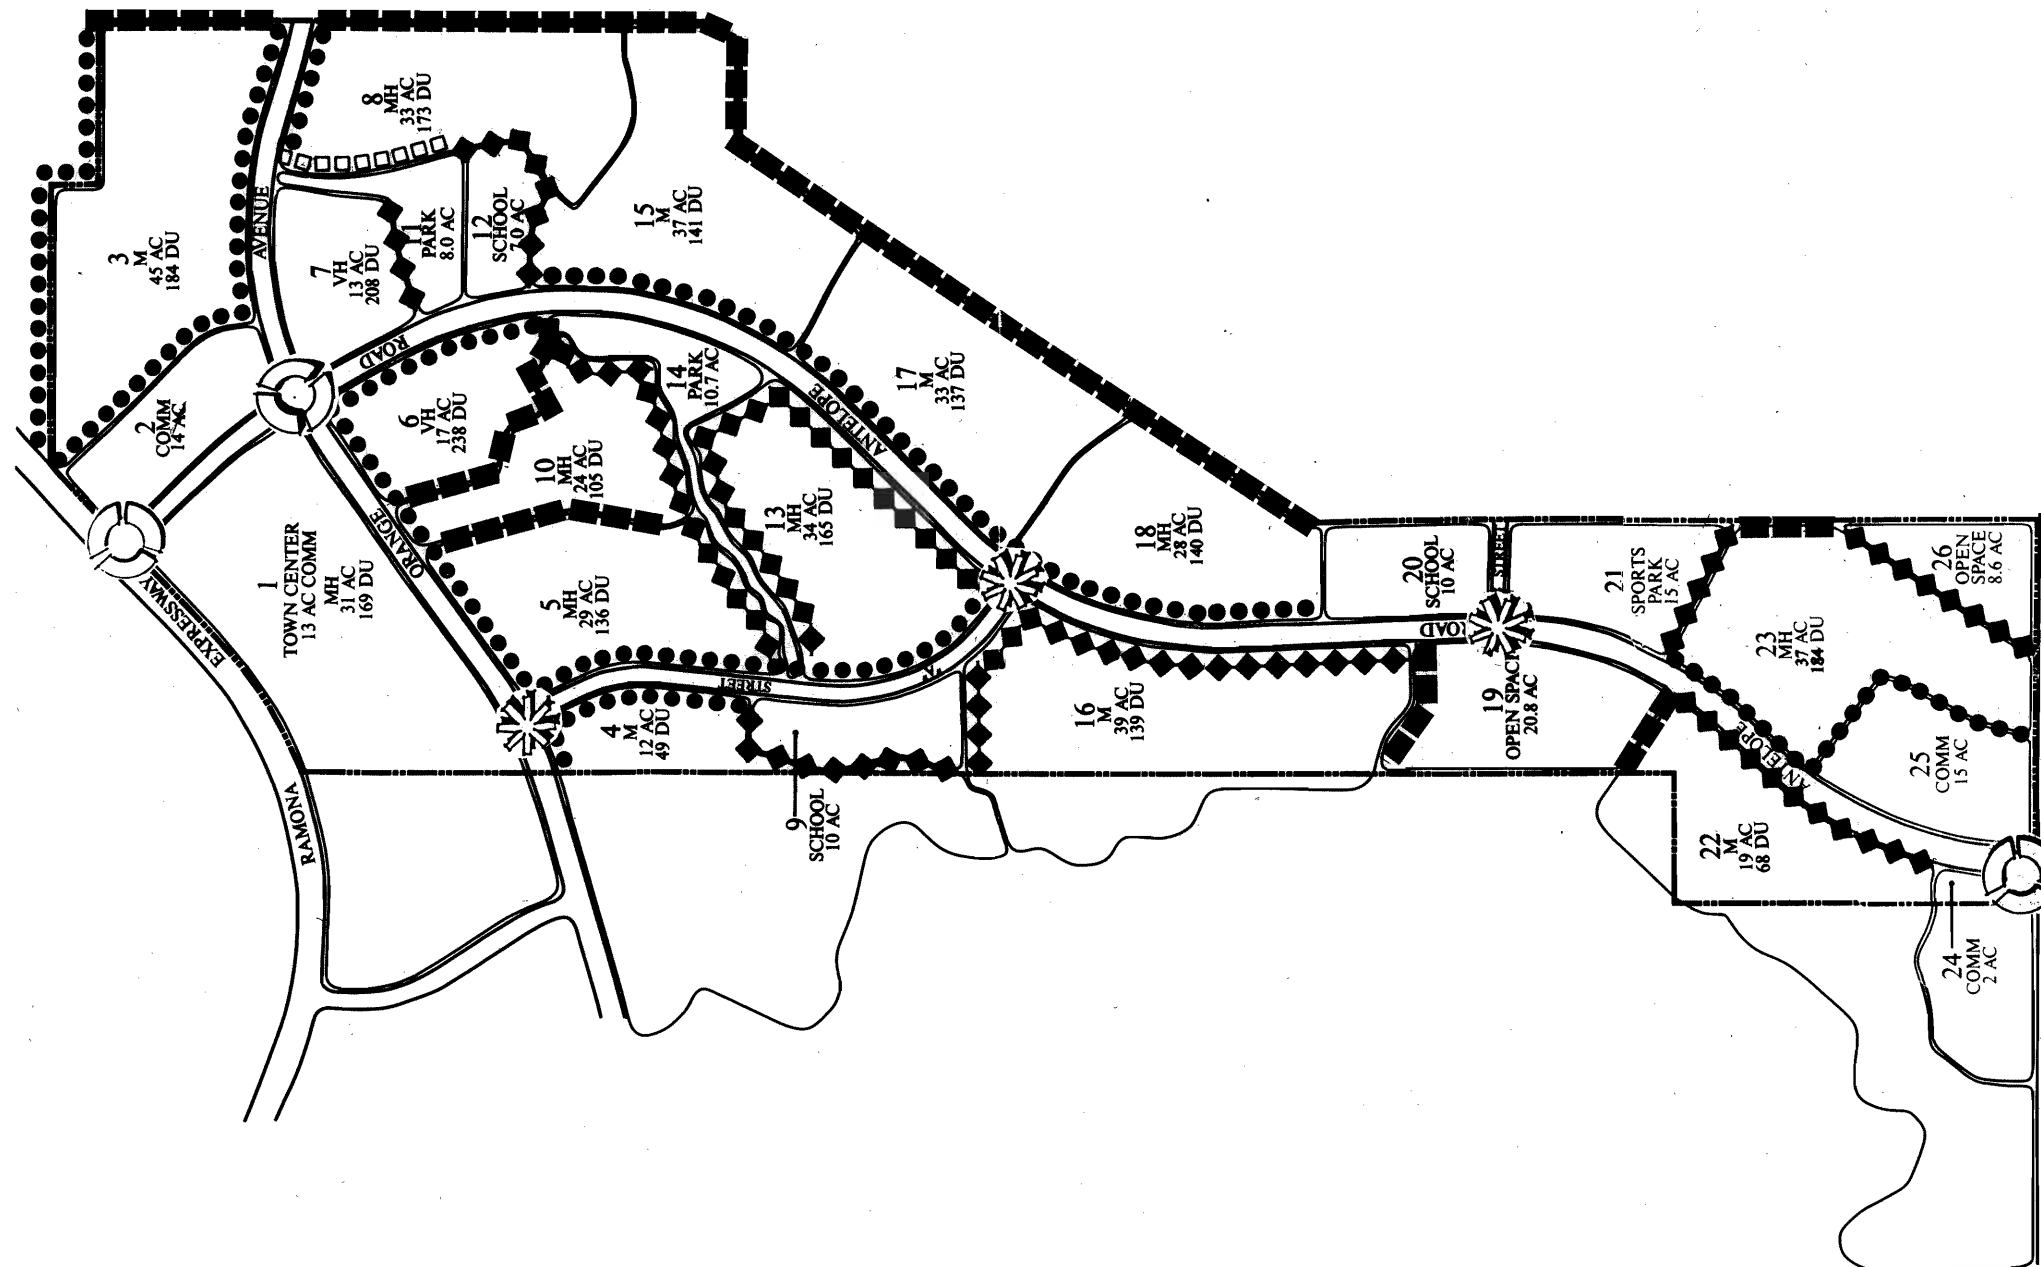 1
TOWN CENTER
13 AC COMM
MH
31 AC
169 DU
2
COMM
14 AC
3
M
45 AC
184 DU
4
M
12 AC
49 DU
5
MH
29 AC
136 DU
6
VH
17 AC
238 DU
7
VH
13 AC
208 DU
8
MH
33 AC
173 DU
9
SCHOOL
10 AC
10
MH
24 AC
105 DU
11
PARK
8.0 AC
12
SCHOOL
7.0 AC
13
MH
34 AC
165 DU
14
PARK
10.7 AC
15
M
37 AC
141 DU
16
M
39 AC
139 DU
17
M
33 AC
137 DU
18
MH
28 AC
140 DU
19
OPEN SPACE
20.8 AC
20
SCHOOL
10 AC
21
SPORTS
PARK
15 AC
22
M
19 AC
68 DU
23
MH
37 AC
184 DU
24
COMM
2 AC
25
COMM
15 AC
26
OPEN
SPACE
8.6 AC
RAMONA
EXPRESSWAY
ORANGE
AVENUE
ANTELOPE
ROAD
STREET
"A"
STREET
ROAD
ANTELOPE